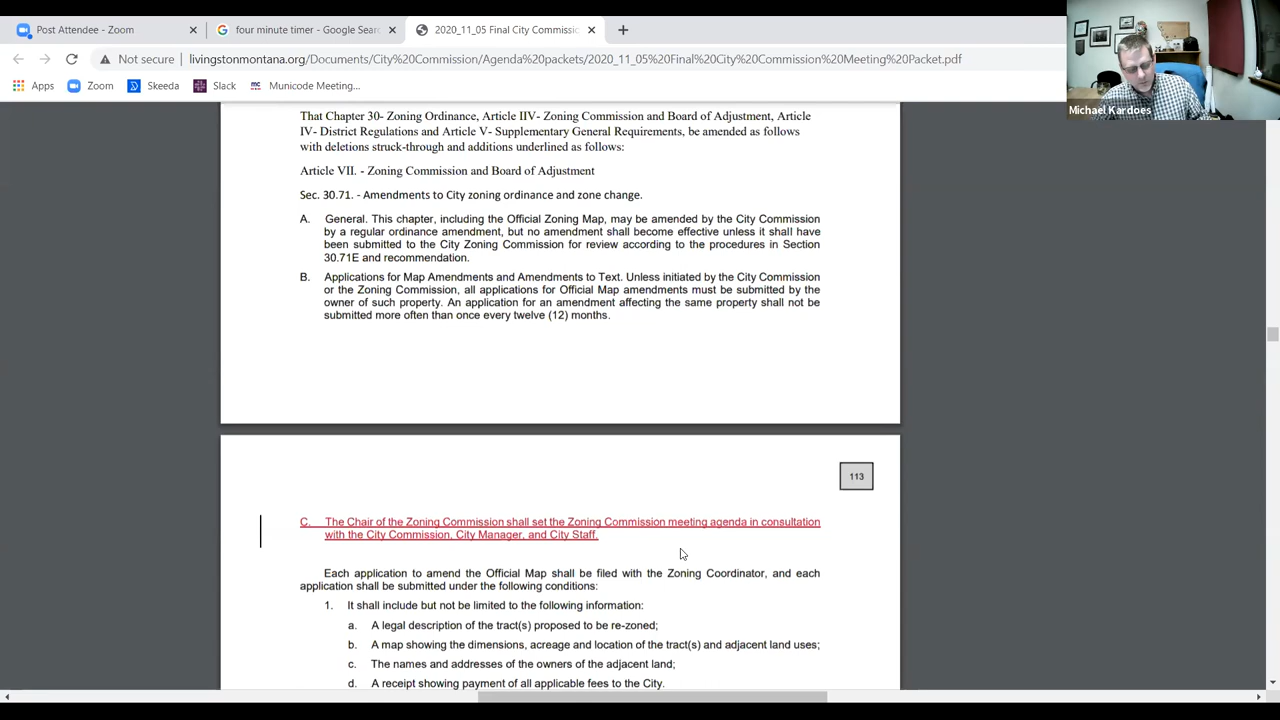 Post Attendee - Zoom
four minute timer - Google Sear
2020_11_05 Final City Commissic
Not secure
livingstonmontana.org/Documents/City%20Commission/Agenda%20packets/2020_11_05%20Final%20City%20Commission%20Meeting%20Packet.pdf
Apps
Zoom
Skeeda
Slack
Municode Meeting...
Michael Kardoes
That Chapter 30- Zoning Ordinance, Article IIV- Zoning Commission and Board of Adjustment, Article
IV- District Regulations and Article V- Supplementary General Requirements, be amended as follows
with deletions struck-through and additions underlined as follows:
Article VII. - Zoning Commission and Board of Adjustment
Sec. 30.71. - Amendments to City zoning ordinance and zone change.
A. General. This chapter, including the Official Zoning Map, may be amended by the City Commission
by a regular ordinance amendment, but no amendment shall become effective unless it shall have
been submitted to the City Zoning Commission for review according to the procedures in Section
30.71E and recommendation.
B. Applications for Map Amendments and Amendments to Text. Unless initiated by the City Commission
or the Zoning Commission, all applications for Official Map amendments must be submitted by the
owner of such property. An application for an amendment affecting the same property shall not be
submitted more often than once every twelve (12) months.
113
C. The Chair of the Zoning Commission shall set the Zoning Commission meeting agenda in consultation
with the City Commission, City Manager, and City Staff.
Each application to amend the Official Map shall be filed with the Zoning Coordinator, and each
application shall be submitted under the following conditions:
1. It shall include but not be limited to the following information:
a. A legal description of the tract(s) proposed to be re-zoned;
b. A map showing the dimensions, acreage and location of the tract(s) and adjacent land uses;
c. The names and addresses of the owners of the adjacent land;
d. A receipt showing payment of all applicable fees to the City.